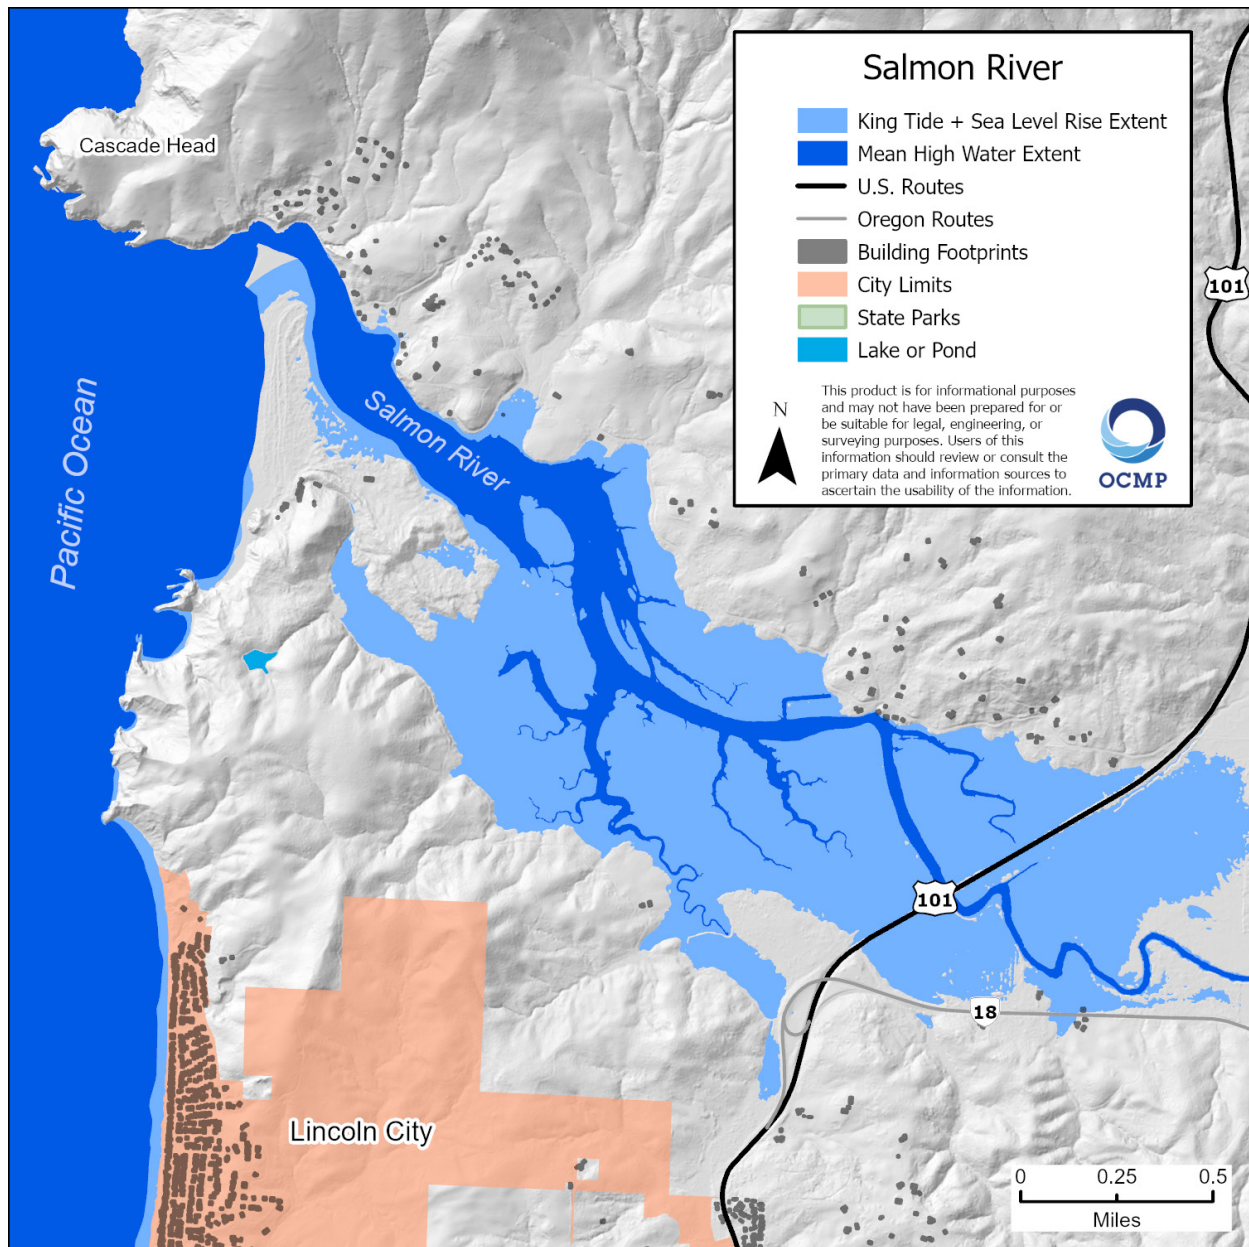 Salmon River
King Tide + Sea Level Rise Extent
Mean High Water Extent
U.S. Routes
Oregon Routes
Building Footprints
City Limits
State Parks
Lake or Pond
This product is for informational purposes
and may not have been prepared for or
be suitable for legal, engineering, or
surveying purposes. Users of this
information should review or consult the
primary data and information sources to
ascertain the usability of the information.
N
OCMP
Cascade Head
101
Pacific Ocean
Salmon River
101
18
Lincoln City
0 0.25 0.5
Miles